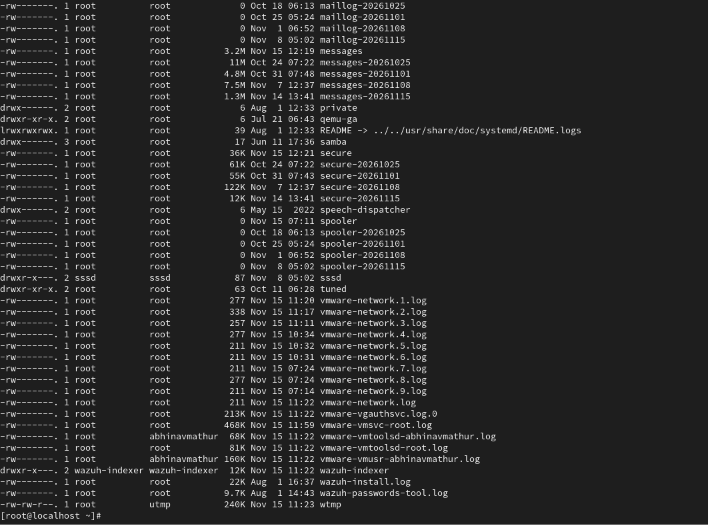 -rw-------. 1 root          root             0 Oct 18 06:13 maillog-20261025
-rw-------. 1 root          root             0 Oct 25 05:24 maillog-20261101
-rw-------. 1 root          root             0 Nov  1 06:52 maillog-20261108
-rw-------. 1 root          root             0 Nov  8 05:02 maillog-20261115
-rw-------. 1 root          root          3.2M Nov 15 12:19 messages
-rw-------. 1 root          root           11M Oct 24 07:22 messages-20261025
-rw-------. 1 root          root          4.8M Oct 31 07:48 messages-20261101
-rw-------. 1 root          root          7.5M Nov  7 12:37 messages-20261108
-rw-------. 1 root          root          1.3M Nov 14 13:41 messages-20261115
drwx------. 2 root          root             6 Aug  1 12:33 private
drwxr-xr-x. 2 root          root             6 Jul 21 06:43 qemu-ga
lrwxrwxrwx. 1 root          root            39 Aug  1 12:33 README -> ../../usr/share/doc/systemd/README.logs
drwx------. 3 root          root            17 Jun 11 17:36 samba
-rw-------. 1 root          root           36K Nov 15 12:21 secure
-rw-------. 1 root          root           61K Oct 24 07:22 secure-20261025
-rw-------. 1 root          root           55K Oct 31 07:43 secure-20261101
-rw-------. 1 root          root          122K Nov  7 12:37 secure-20261108
-rw-------. 1 root          root           12K Nov 14 13:41 secure-20261115
drwx------. 2 root          root             6 May 15  2022 speech-dispatcher
-rw-------. 1 root          root             0 Nov 15 07:11 spooler
-rw-------. 1 root          root             0 Oct 18 06:13 spooler-20261025
-rw-------. 1 root          root             0 Oct 25 05:24 spooler-20261101
-rw-------. 1 root          root             0 Nov  1 06:52 spooler-20261108
-rw-------. 1 root          root             0 Nov  8 05:02 spooler-20261115
drwxr-x---. 2 sssd          sssd            87 Nov  8 05:02 sssd
drwxr-xr-x. 2 root          root            63 Oct 11 06:28 tuned
-rw-------. 1 root          root           277 Nov 15 11:20 vmware-network.1.log
-rw-------. 1 root          root           338 Nov 15 11:17 vmware-network.2.log
-rw-------. 1 root          root           257 Nov 15 11:11 vmware-network.3.log
-rw-------. 1 root          root           277 Nov 15 10:34 vmware-network.4.log
-rw-------. 1 root          root           211 Nov 15 10:32 vmware-network.5.log
-rw-------. 1 root          root           211 Nov 15 10:31 vmware-network.6.log
-rw-------. 1 root          root           211 Nov 15 07:24 vmware-network.7.log
-rw-------. 1 root          root           277 Nov 15 07:24 vmware-network.8.log
-rw-------. 1 root          root           211 Nov 15 07:14 vmware-network.9.log
-rw-------. 1 root          root           211 Nov 15 11:22 vmware-network.log
-rw-------. 1 root          root          213K Nov 15 11:22 vmware-vgauthsvc.log.0
-rw-------. 1 root          root          468K Nov 15 11:59 vmware-vmsvc-root.log
-rw-------. 1 root          abhinavmathur  68K Nov 15 11:22 vmware-vmtoolsd-abhinavmathur.log
-rw-------. 1 root          root           81K Nov 15 11:22 vmware-vmtoolsd-root.log
-rw-------. 1 root          abhinavmathur 160K Nov 15 11:22 vmware-vmusr-abhinavmathur.log
drwxr-x---. 2 wazuh-indexer wazuh-indexer  12K Nov 15 11:22 wazuh-indexer
-rw-------. 1 root          root           22K Aug  1 16:37 wazuh-install.log
-rw-------. 1 root          root          9.7K Aug  1 14:43 wazuh-passwords-tool.log
-rw-rw-r--. 1 root          utmp          240K Nov 15 11:23 wtmp
[root@localhost ~]#